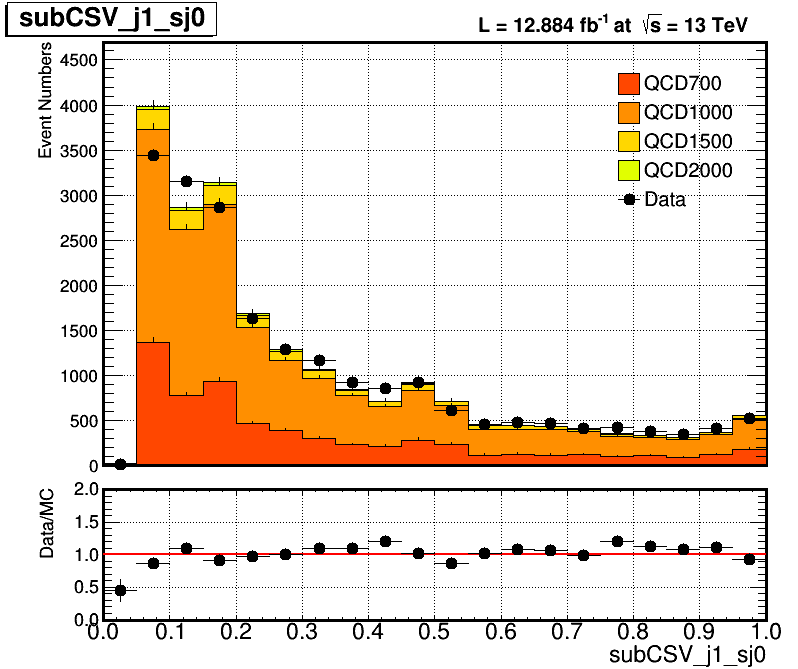 subCSV_j1_sj0
L = 12.884 fb-1 at √s = 13 TeV
Event Numbers
4500
4000
3500
3000
2500
2000
1500
1000
500
0
QCD700
QCD1000
QCD1500
QCD2000
Data
Data/MC
2.0
1.5
1.0
0.5
0.0
0.0 0.1 0.2 0.3 0.4 0.5 0.6 0.7 0.8 0.9 1.0
subCSV_j1_sj0